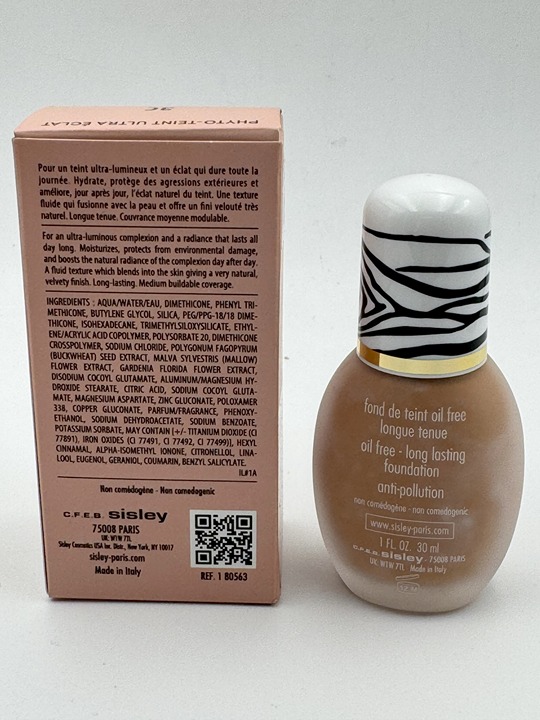 3C
PHYTO-TEINT ULTRA ÉCLAT
Pour un teint ultra-lumineux et un éclat qui dure toute la
journée. Hydrate, protège des agressions extérieures et
améliore, jour après jour, l'éclat naturel du teint. Une texture
fluide qui fusionne avec la peau et offre un fini velouté très
naturel. Longue tenue. Couvrance moyenne modulable.
For an ultra-luminous complexion and a radiance that lasts all
day long. Moisturizes, protects from environmental damage,
and boosts the natural radiance of the complexion day after day.
A fluid texture which blends into the skin giving a very natural,
velvety finish. Long-lasting. Medium buildable coverage.
INGREDIENTS : AQUA/WATER/EAU, DIMETHICONE, PHENYL TRI-
METHICONE, BUTYLENE GLYCOL, SILICA, PEG/PPG-18/18 DIME-
THICONE, ISOHEXADECANE, TRIMETHYLSILOXYSILICATE, ETHYL-
ENE/ACRYLIC ACID COPOLYMER, POLYSORBATE 20, DIMETHICONE
CROSSPOLYMER, SODIUM CHLORIDE, POLYGONUM FAGOPYRUM
(BUCKWHEAT) SEED EXTRACT, MALVA SYLVESTRIS (MALLOW)
FLOWER EXTRACT, GARDENIA FLORIDA FLOWER EXTRACT,
DISODIUM COCOYL GLUTAMATE, ALUMINUM/MAGNESIUM HY-
DROXIDE STEARATE, CITRIC ACID, SODIUM COCOYL GLUTA-
MATE, MAGNESIUM ASPARTATE, ZINC GLUCONATE, POLOXAMER
338, COPPER GLUCONATE, PARFUM/FRAGRANCE, PHENOXY-
ETHANOL, SODIUM DEHYDROACETATE, SODIUM BENZOATE,
POTASSIUM SORBATE, MAY CONTAIN [+/- TITANIUM DIOXIDE (CI
77891), IRON OXIDES (CI 77491, CI 77492, CI 77499)], HEXYL
CINNAMAL, ALPHA-ISOMETHYL IONONE, CITRONELLOL, LINA-
LOOL, EUGENOL, GERANIOL, COUMARIN, BENZYL SALICYLATE.
IL#1A
Non comédogène - Non comedogenic
C.F.E.B. sisley
75008 PARIS
UK: W1W 7TL
Sisley Cosmetics USA Inc. Distr., New York, NY 10017
sisley-paris.com
Made in Italy
REF. 1 80563
fond de teint oil free
longue tenue
oil free - long lasting
foundation
anti-pollution
non comédogène - non comedogenic
www.sisley-paris.com
1 FL. OZ. 30 ml
C.F.E.B. sisley - 75008 PARIS
UK: W1W 7TL Made in Italy
12 M